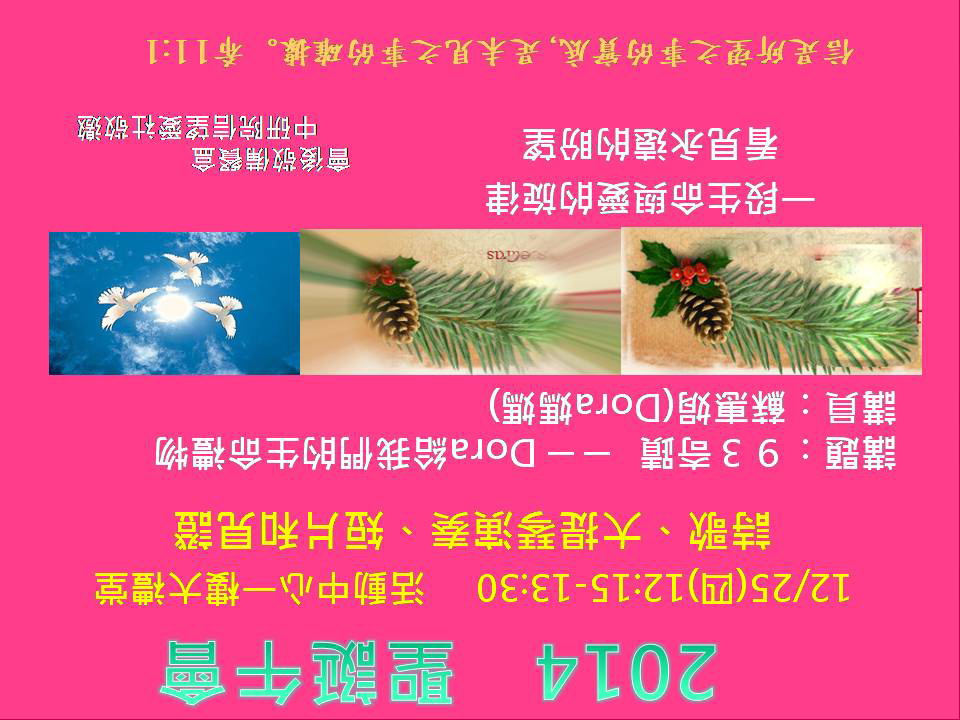 2014 聖誕午會
12/25(四)12:15-13:30 活動中心一樓大禮堂
詩歌、大提琴演奏、短片和見證
講題：９３奇蹟 －－Dora給我們的生命禮物
講員：蘇惠娟(Dora媽媽)
一段生命與愛的旋律
看見永遠的盼望
會後敬備餐盒
中研院信望愛社敬邀
信是所望之事的實底,是未見之事的確據。 希11:1